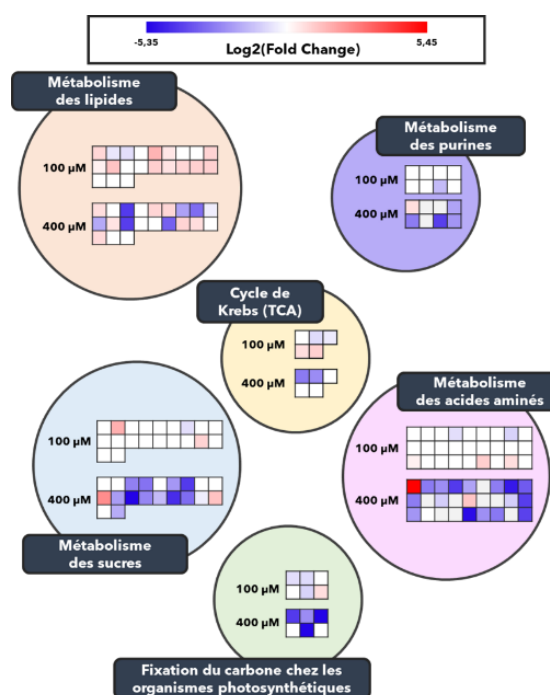 -5,35
5,45
Log2(Fold Change)
Métabolisme
des lipides
100 µM
400 µM
Métabolisme
des purines
100 µM
400 µM
Cycle de
Krebs (TCA)
100 µM
400 µM
100 µM
400 µM
Métabolisme
des sucres
Métabolisme
des acides aminés
100 µM
400 µM
100 µM
400 µM
Fixation du carbone chez les
organismes photosynthétiques